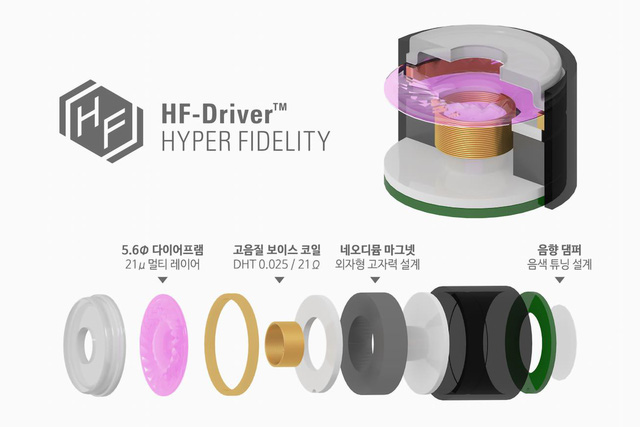 HF
HF-Driver™
HYPER FIDELITY
5.6Φ 다이어프램
21μ 멀티 레이어
고음질 보이스 코일
DHT 0.025 / 21Ω
네오디뮴 마그넷
외자형 고자력 설계
음향 댐퍼
음색 튜닝 설계